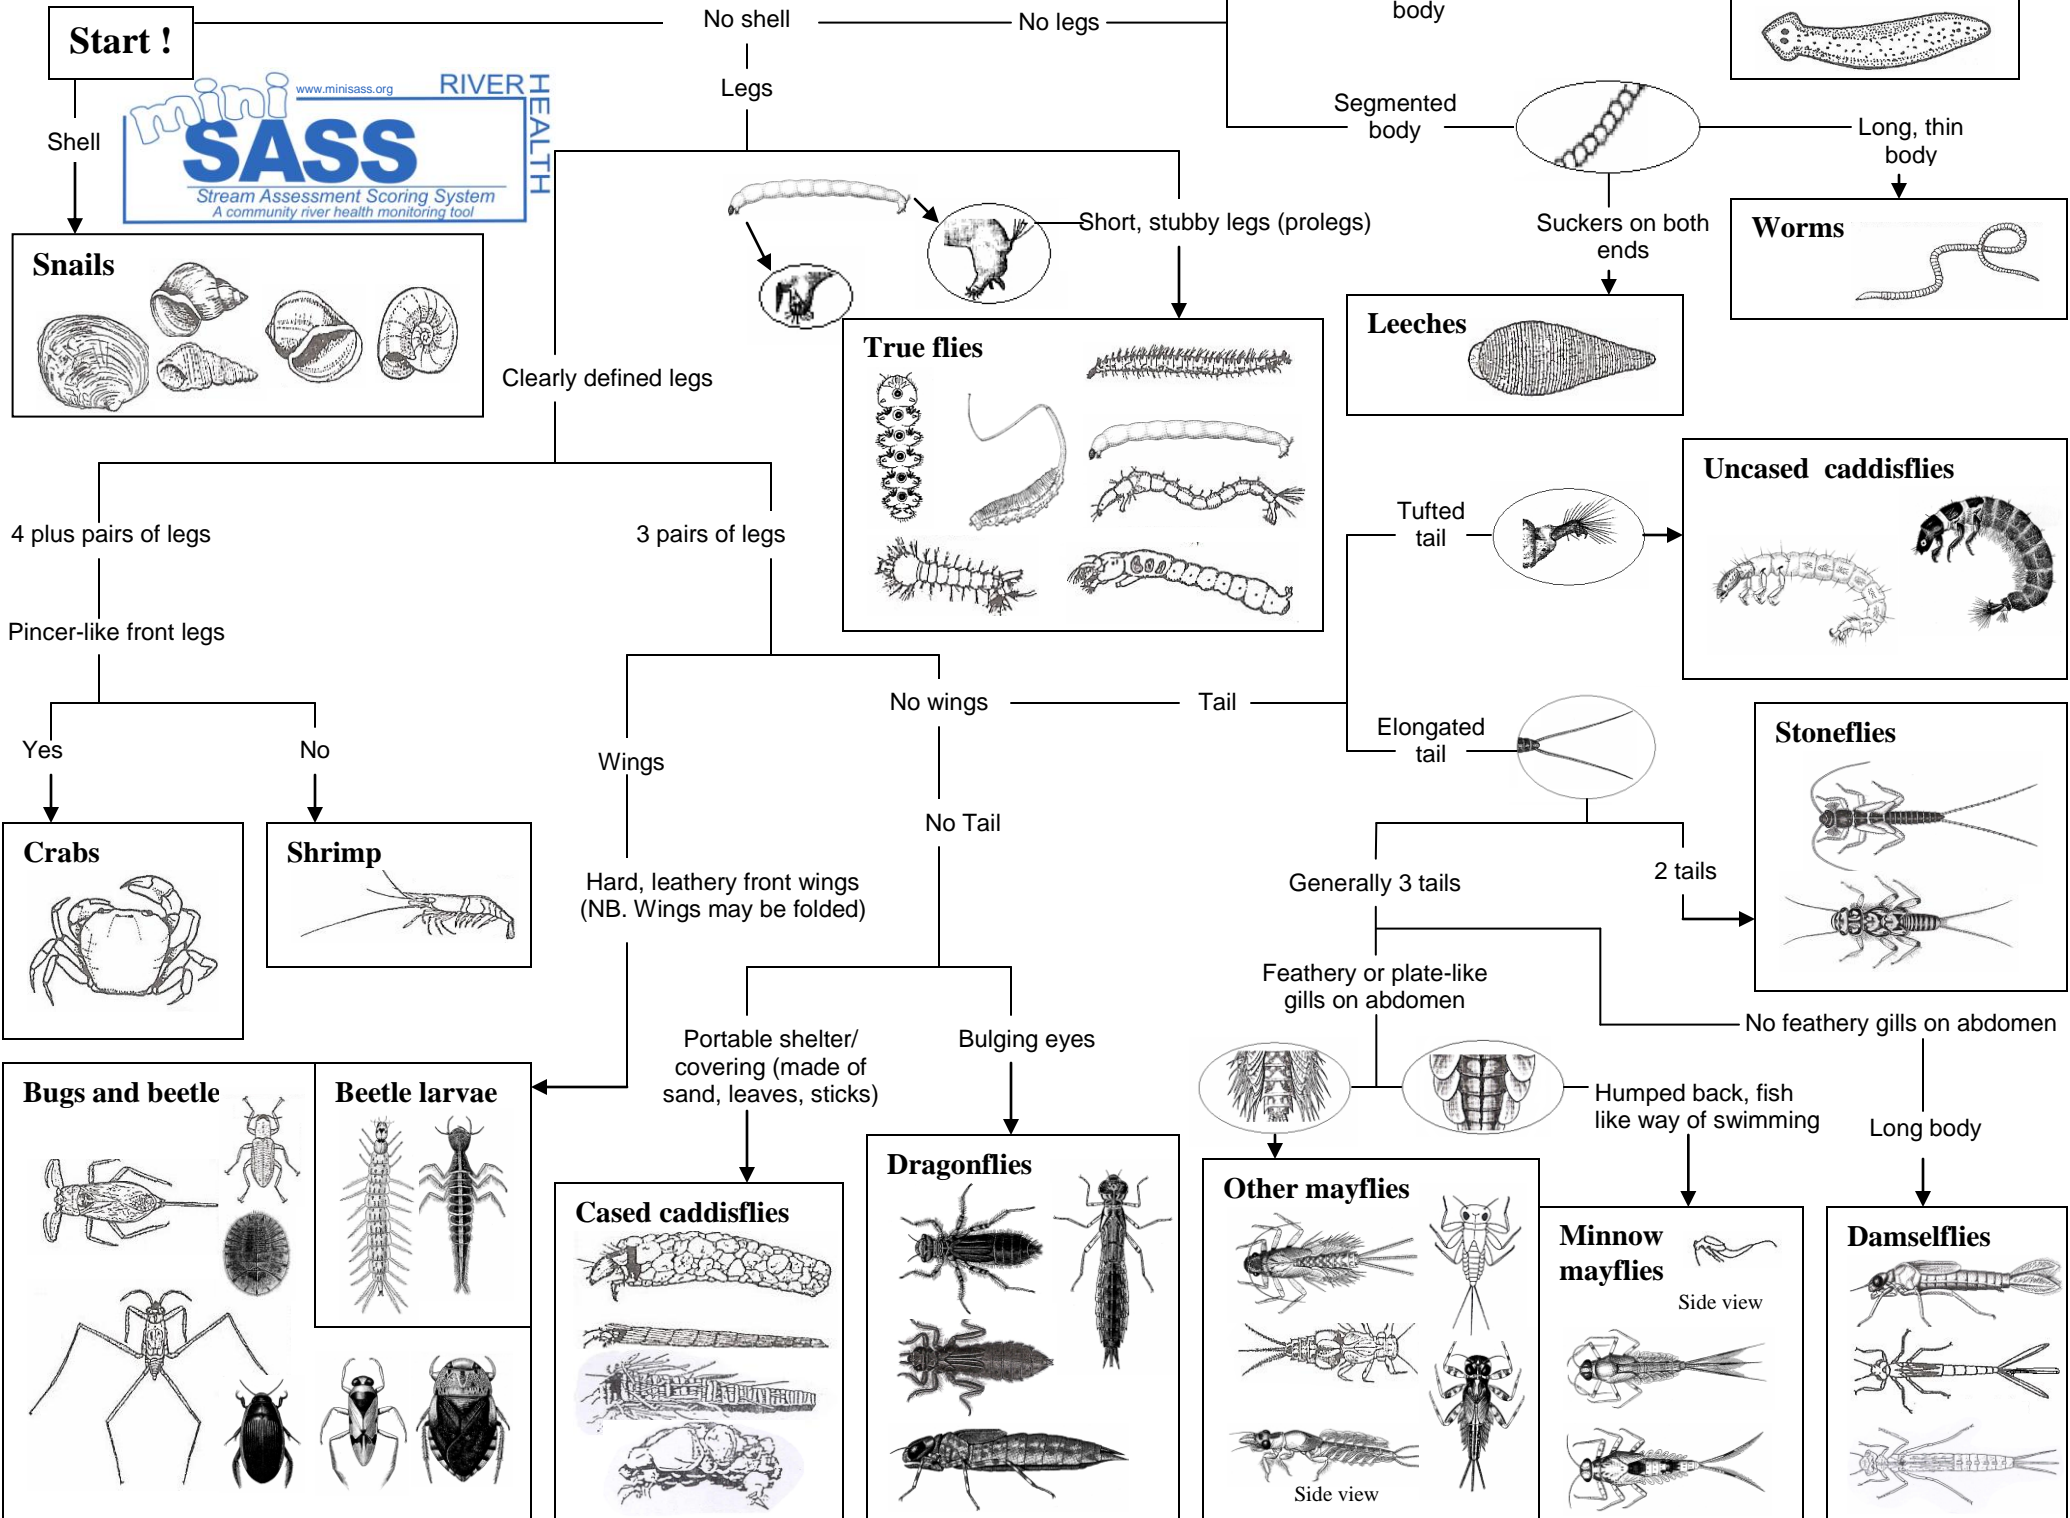 Start !
No shell
No legs
body
Legs
Shell
mini
www.minisass.org
RIVER
HEALTH
SASS
Stream Assessment Scoring System
A community river health monitoring tool
Segmented
body
Long, thin
body
Short, stubby legs (prolegs)
Suckers on both
ends
Worms
Snails
Leeches
True flies
Clearly defined legs
Uncased caddisflies
Tufted
tail
4 plus pairs of legs
3 pairs of legs
Pincer-like front legs
No wings
Tail
Elongated
tail
Stoneflies
Yes
No
Wings
No Tail
Crabs
Shrimp
Hard, leathery front wings
(NB. Wings may be folded)
Generally 3 tails
2 tails
Feathery or plate-like
gills on abdomen
No feathery gills on abdomen
Portable shelter/
covering (made of
sand, leaves, sticks)
Bulging eyes
Bugs and beetle
Beetle larvae
Humped back, fish
like way of swimming
Long body
Dragonflies
Other mayflies
Cased caddisflies
Minnow
mayflies
Side view
Damselflies
Side view